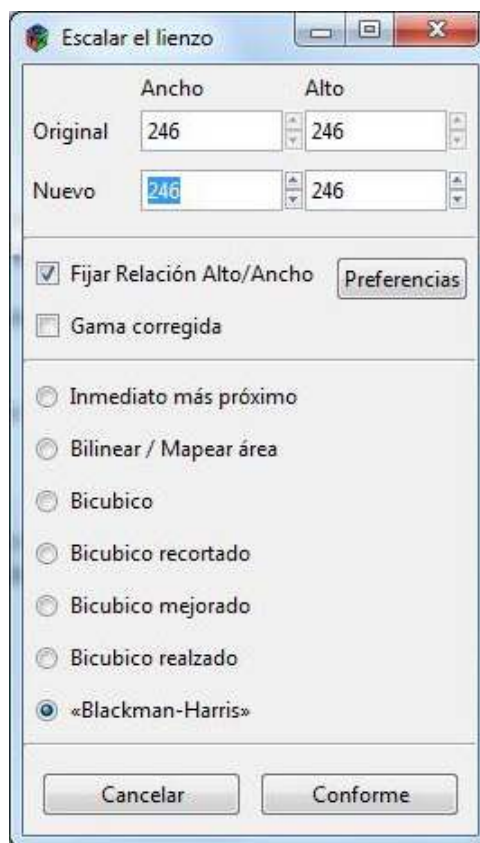 Escalar el lienzo
Ancho Alto
Original 246 246
Nuevo 246 246
Fijar Relación Alto/Ancho Preferencias
Gama corregida
Inmediato más próximo
Bilinear / Mapear área
Bicubico
Bicubico recortado
Bicubico mejorado
Bicubico realzado
«Blackman-Harris»
Cancelar Conforme